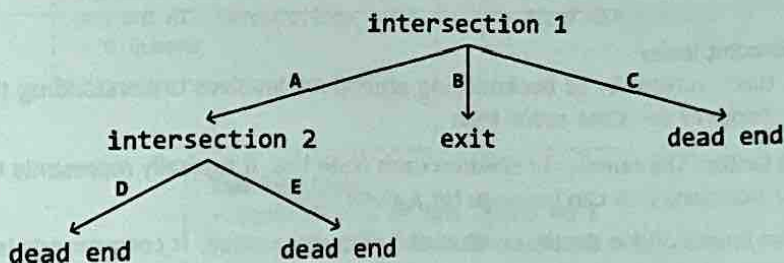 intersection 1
A B C
intersection 2 exit dead end
D E
dead end dead end